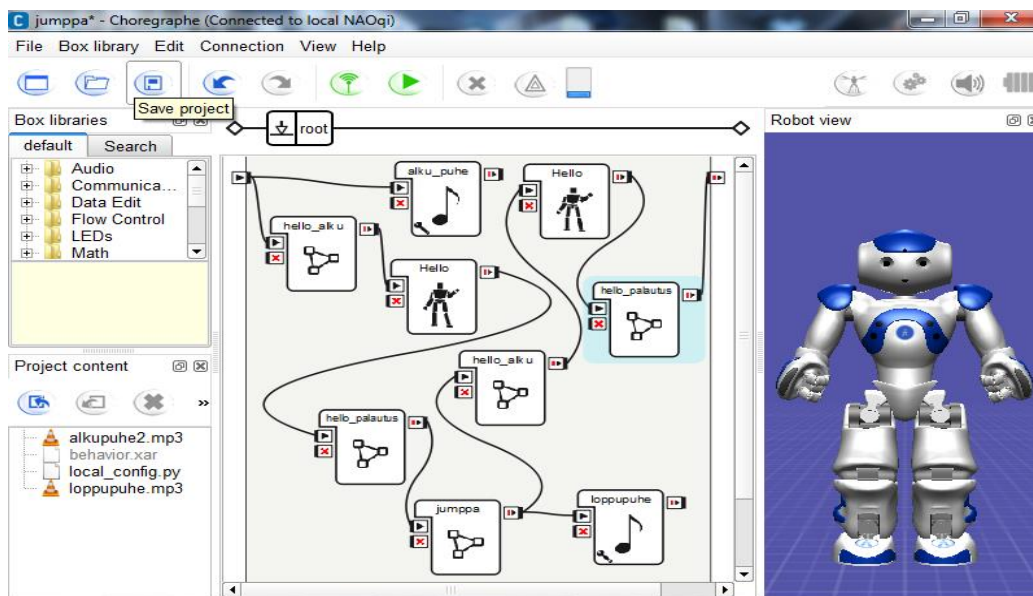 jumppa* - Choregraphe (Connected to local NAOqi)
File Box library Edit Connection View Help
Save project
Box libraries
default Search
Audio
Communica...
Data Edit
Flow Control
LEDs
Math
Project content
alkupuhe2.mp3
behavior.xar
local_config.py
loppupuhe.mp3
root
alku_puhe
Hello
hello_alku
Hello
hello_palautus
hello_alku
hello_palautus
jumppa
loppupuhe
Robot view